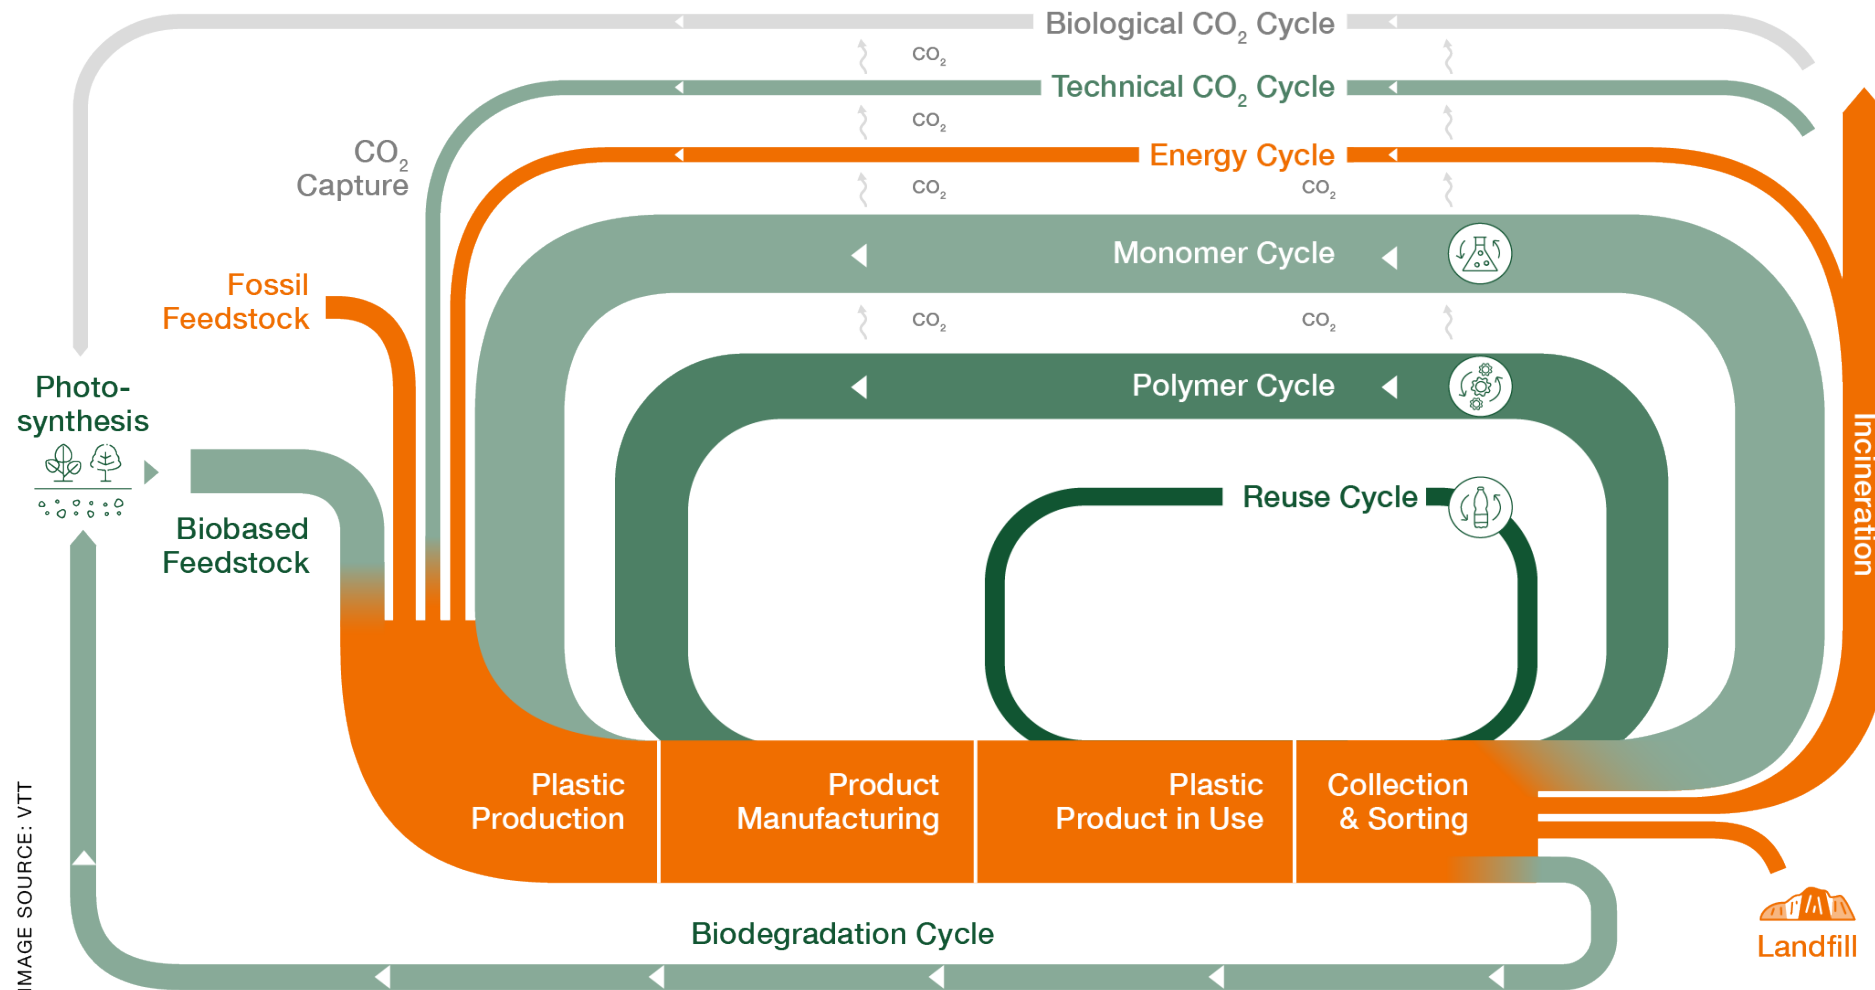 Biological CO₂ Cycle
CO₂
Technical CO₂ Cycle
CO₂
CO₂
Capture
Energy Cycle
CO₂
CO₂
Monomer Cycle
Fossil
Feedstock
CO₂
CO₂
Photo-
synthesis
Polymer Cycle
Reuse Cycle
Incineration
Biobased
Feedstock
Plastic
Production
Product
Manufacturing
Plastic
Product in Use
Collection
& Sorting
Biodegradation Cycle
Landfill
IMAGE SOURCE: VTT